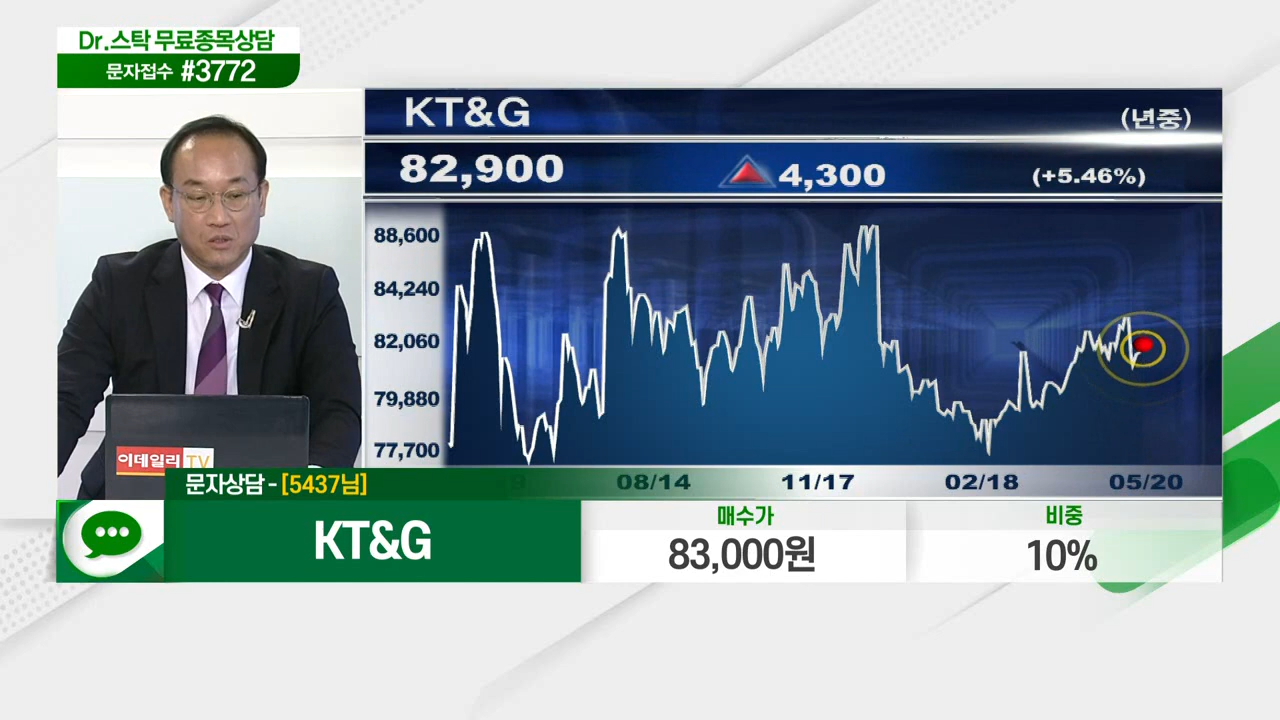 Dr.스탁 무료종목상담
문자접수 #3772
KT&G
(년중)
82,900
4,300
(+5.46%)
88,600
84,240
82,060
79,880
77,700
08/14
11/17
02/18
05/20
이데일리 TV
문자상담 - [5437님]
KT&G
매수가
83,000원
비중
10%